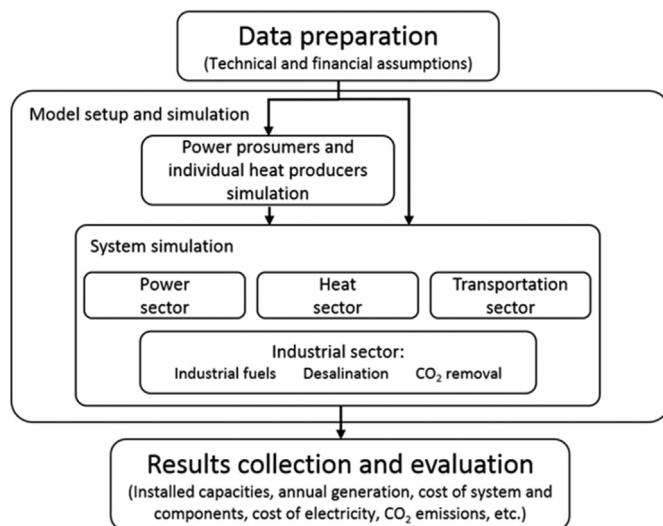 Data preparation
(Technical and financial assumptions)
Model setup and simulation
Power prosumers and
individual heat producers
simulation
System simulation
Power
sector
Heat
sector
Transportation
sector
Industrial sector:
Industrial fuels Desalination CO₂ removal
Results collection and evaluation
(Installed capacities, annual generation, cost of system and
components, cost of electricity, CO₂ emissions, etc.)